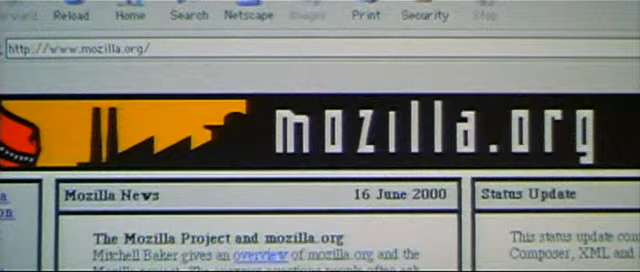 Reload Home Search Netscape Images Print Security Stop
http://www.mozilla.org/
mozilla.org
Mozilla News 16 June 2000
Status Update
The Mozilla Project and mozilla.org
Mitchell Baker gives an overview of mozilla.org and the
This status update
Composer, XML and